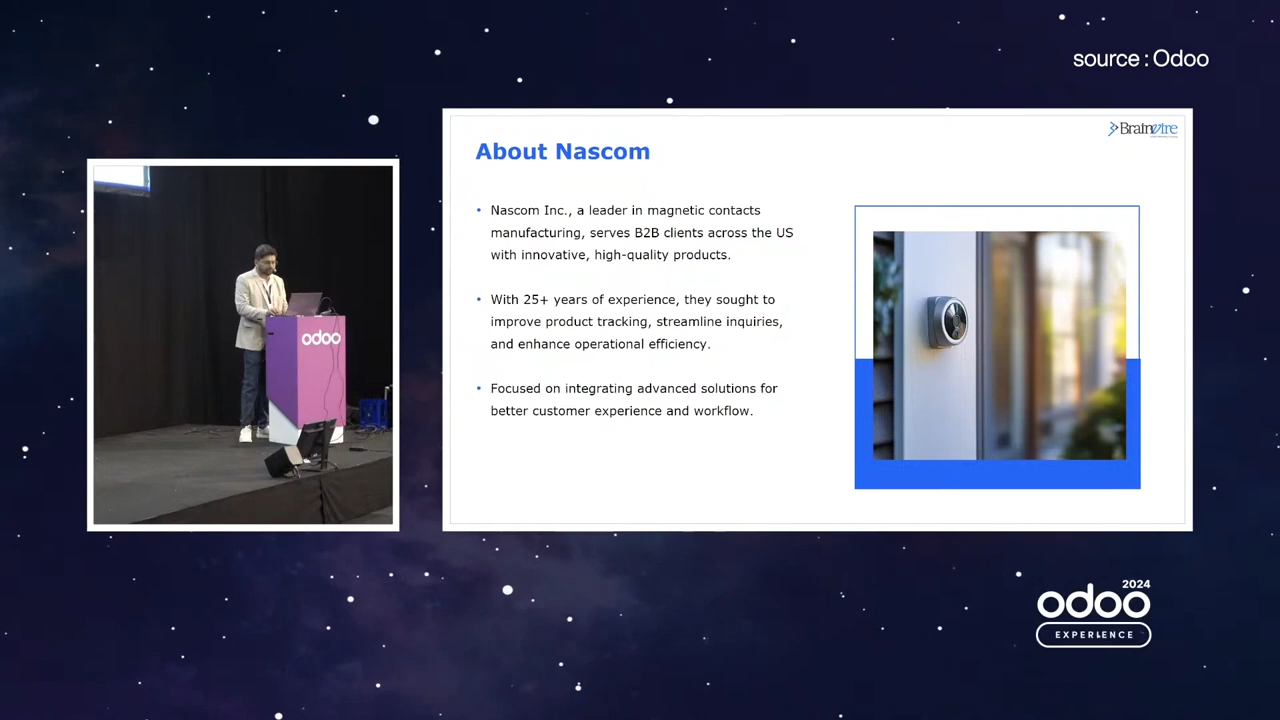 source : Odoo
Brainvire
About Nascom
• Nascom Inc., a leader in magnetic contacts
manufacturing, serves B2B clients across the US
with innovative, high-quality products.
• With 25+ years of experience, they sought to
improve product tracking, streamline inquiries,
and enhance operational efficiency.
• Focused on integrating advanced solutions for
better customer experience and workflow.
odoo
2024
odoo
EXPERIENCE